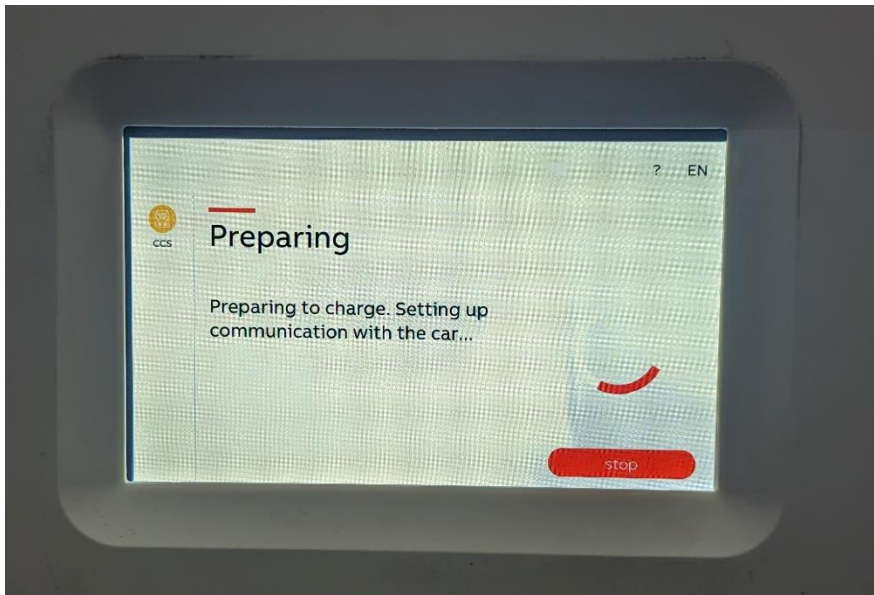 ? EN
CCS
Preparing
Preparing to charge. Setting up
communication with the car...
stop